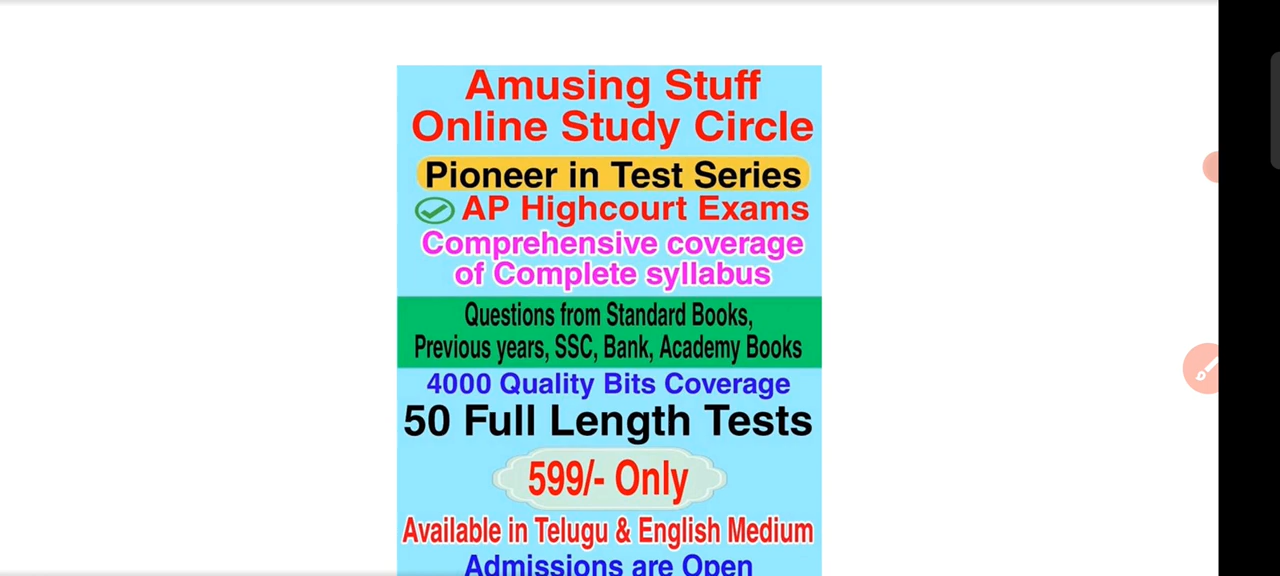 Amusing Stuff
Online Study Circle
Pioneer in Test Series
AP Highcourt Exams
Comprehensive coverage
of Complete syllabus
Questions from Standard Books,
Previous years, SSC, Bank, Academy Books
4000 Quality Bits Coverage
50 Full Length Tests
599/- Only
Available in Telugu & English Medium
Admissions are Open